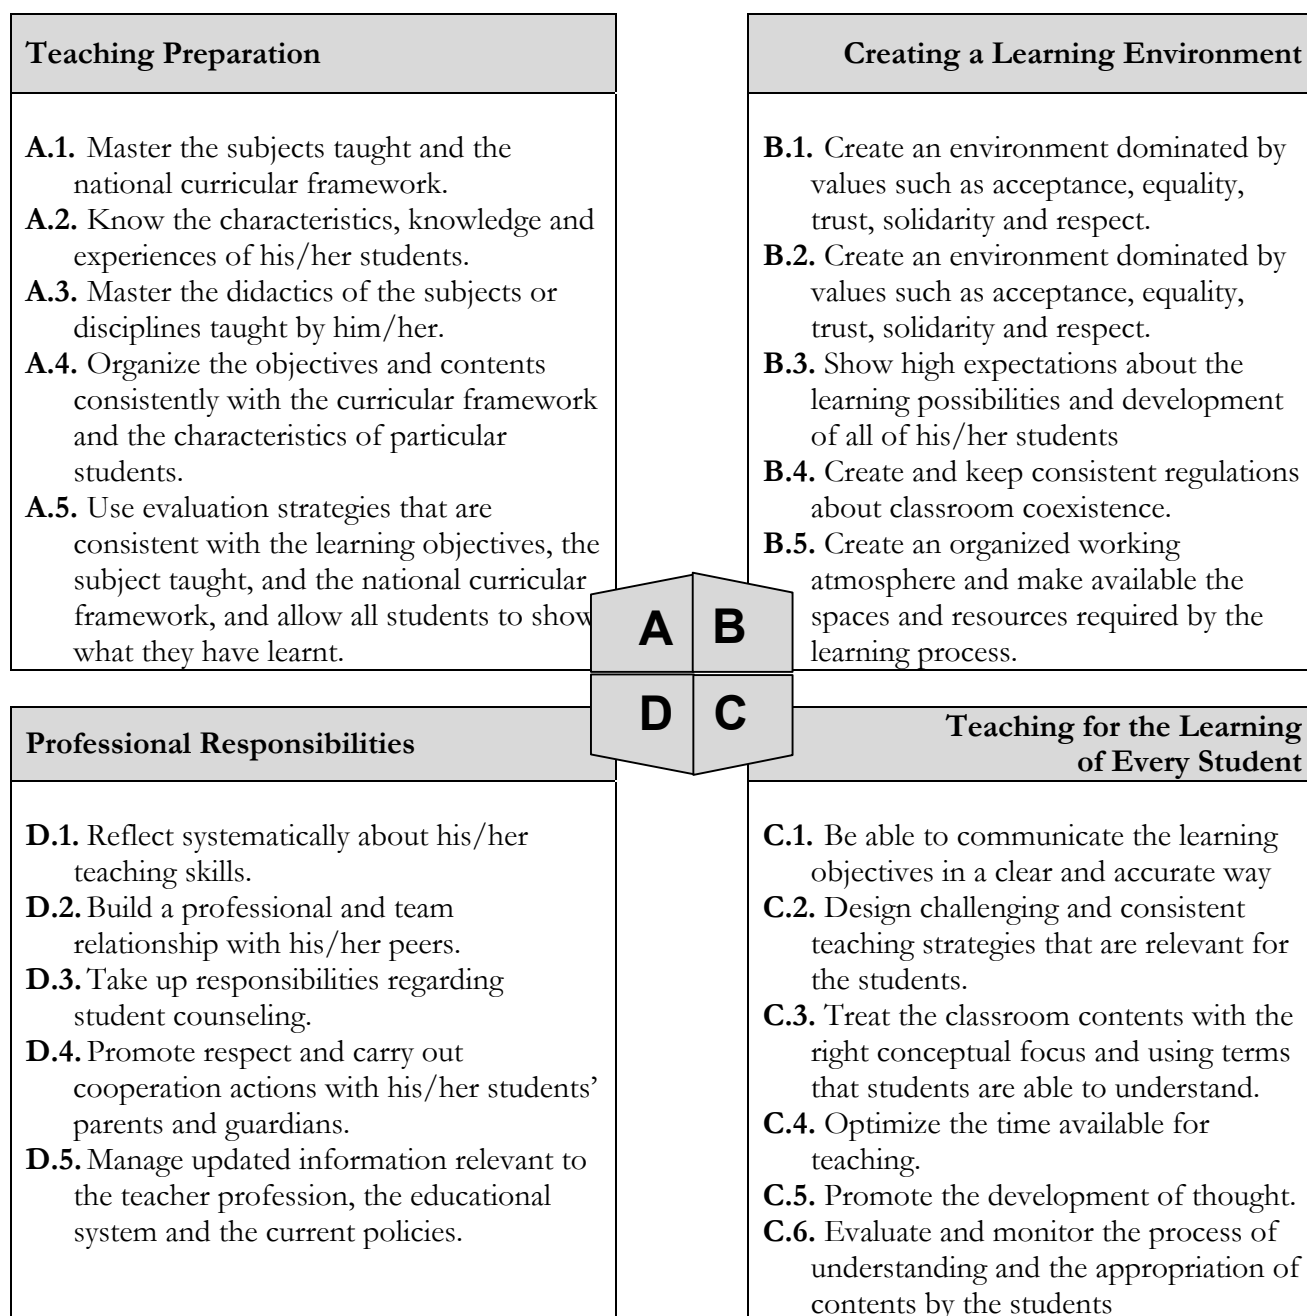 Teaching Preparation
A.1. Master the subjects taught and the
national curricular framework.
A.2. Know the characteristics, knowledge and
experiences of his/her students.
A.3. Master the didactics of the subjects or
disciplines taught by him/her.
A.4. Organize the objectives and contents
consistently with the curricular framework
and the characteristics of particular
students.
A.5. Use evaluation strategies that are
consistent with the learning objectives, the
subject taught, and the national curricular
framework, and allow all students to show
what they have learnt.
Creating a Learning Environment
B.1. Create an environment dominated by
values such as acceptance, equality,
trust, solidarity and respect.
B.2. Create an environment dominated by
values such as acceptance, equality,
trust, solidarity and respect.
B.3. Show high expectations about the
learning possibilities and development
of all of his/her students
B.4. Create and keep consistent regulations
about classroom coexistence.
B.5. Create an organized working
atmosphere and make available the
spaces and resources required by the
learning process.
A B
D C
Professional Responsibilities
D.1. Reflect systematically about his/her
teaching skills.
D.2. Build a professional and team
relationship with his/her peers.
D.3. Take up responsibilities regarding
student counseling.
D.4. Promote respect and carry out
cooperation actions with his/her students’
parents and guardians.
D.5. Manage updated information relevant to
the teacher profession, the educational
system and the current policies.
Teaching for the Learning
of Every Student
C.1. Be able to communicate the learning
objectives in a clear and accurate way
C.2. Design challenging and consistent
teaching strategies that are relevant for
the students.
C.3. Treat the classroom contents with the
right conceptual focus and using terms
that students are able to understand.
C.4. Optimize the time available for
teaching.
C.5. Promote the development of thought.
C.6. Evaluate and monitor the process of
understanding and the appropriation of
contents by the students